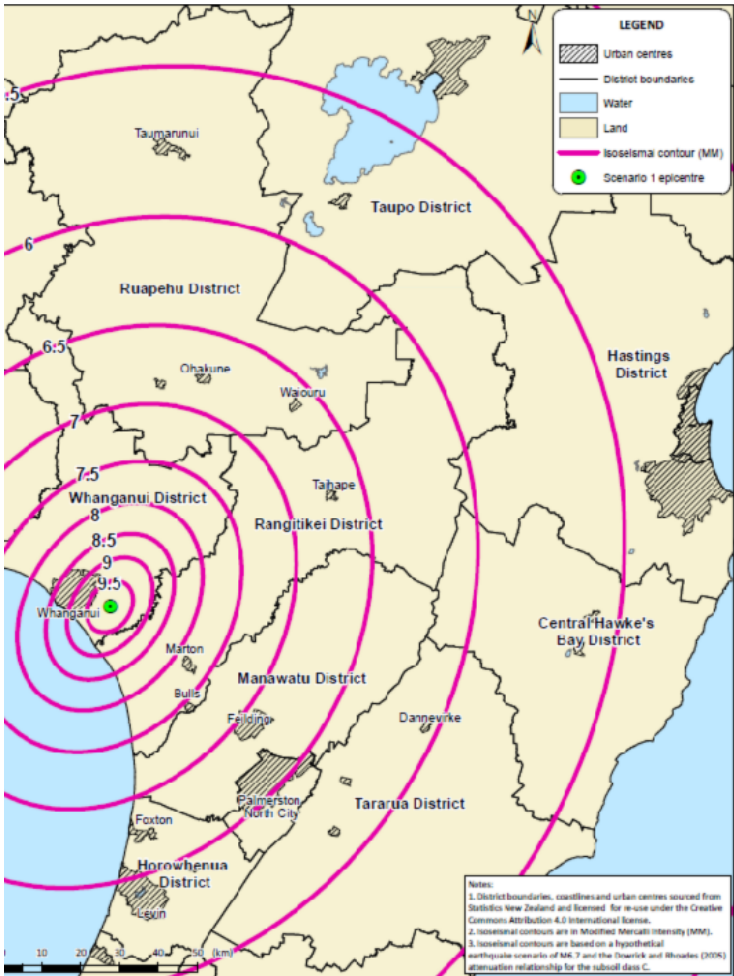 N
LEGEND
Urban centres
District boundaries
Water
Land
Isoseismal contour (MM)
Scenario 1 epicentre
.5
Taumarunui
Taupo District
6
Ruapehu District
6.5
Ohakune
Waiouru
Hastings
District
7
7.5
Whanganui District
Taihape
8
Rangitikei District
8.5
9
9.5
Whanganui
Central Hawke's
Bay District
Marton
Manawatu District
Bulls
Feilding
Dannevirke
Palmerston
North City
Tararua District
Foxton
Horowhenua
District
Levin
0 10 20 30 40 50 (km)
Notes:
1. District boundaries, coastlines and urban centres sourced from
Statistics New Zealand and licensed for re-use under the Creative
Commons Attribution 4.0 International license.
2. Isoseismal contours are in Modified Mercalli Intensity (MM).
3. Isoseismal contours are based on a hypothetical
earthquake scenario of M6.7 and the Dowrick and Rhoades (2005)
attenuation relationship for the subsoil class C.